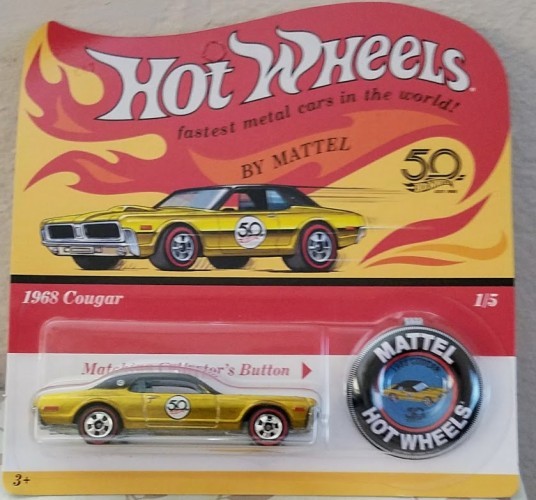 Hot Wheels
fastest metal cars in the world!
BY MATTEL
50
50
1968 Cougar
1/5
Matching Collector's Button
MATTEL
HOT WHEELS
50
3+